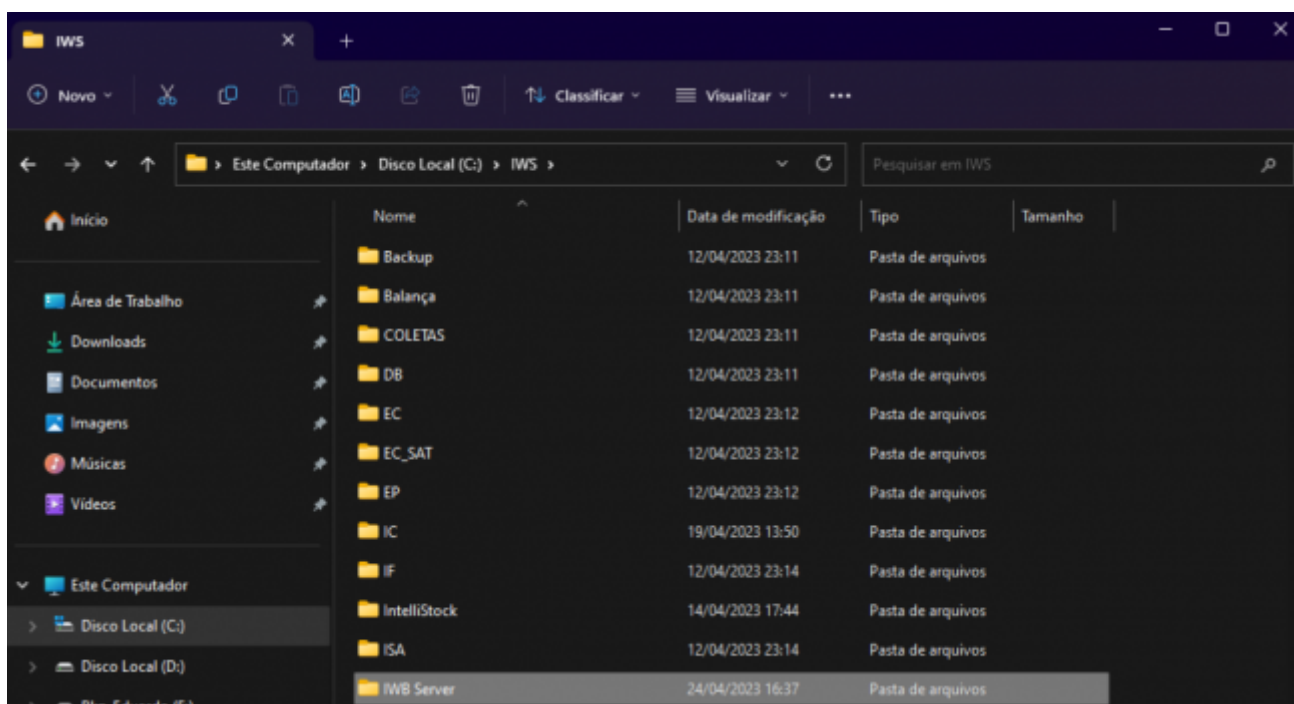 IWS
Novo
Classificar
Visualizar
Este Computador > Disco Local (C:) > IWS >
Pesquisar em IWS
Início
Área de Trabalho
Downloads
Documentos
Imagens
Músicas
Vídeos
Este Computador
Disco Local (C:)
Disco Local (D:)
Nome Data de modificação Tipo Tamanho
Backup 12/04/2023 23:11 Pasta de arquivos
Balança 12/04/2023 23:11 Pasta de arquivos
COLETAS 12/04/2023 23:11 Pasta de arquivos
DB 12/04/2023 23:11 Pasta de arquivos
EC 12/04/2023 23:12 Pasta de arquivos
EC_SAT 12/04/2023 23:12 Pasta de arquivos
EP 12/04/2023 23:12 Pasta de arquivos
IC 19/04/2023 13:50 Pasta de arquivos
IF 12/04/2023 23:14 Pasta de arquivos
IntelliStock 14/04/2023 17:44 Pasta de arquivos
ISA 12/04/2023 23:14 Pasta de arquivos
IWB Server 24/04/2023 16:37 Pasta de arquivos